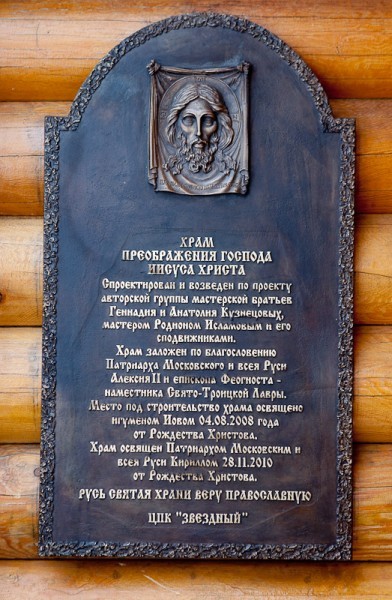 ХРАМ
ПРЕОБРАЖЕНИЯ ГОСПОДА
ИИСУСА ХРИСТА
Спроектирован и возведен по проекту
авторской группы мастерской братьев
Геннадия и Анатолия Кузнецовых,
мастером Родионом Исламовым и его
сподвижниками.
Храм заложен по благословению
Патриарха Московского и всея Руси
Алексия II и епископа Феогноста -
наместника Свято-Троицкой Лавры.
Место под строительство храма освящено
игуменом Иовом 04.08.2008 года
от Рождества Христова.
Храм освящен Патриархом Московским и
всея Руси Кириллом 28.11.2010
от Рождества Христова.
РУСЬ СВЯТАЯ ХРАНИ ВЕРУ ПРАВОСЛАВНУЮ
ЦПК "ЗВЕЗДНЫЙ"